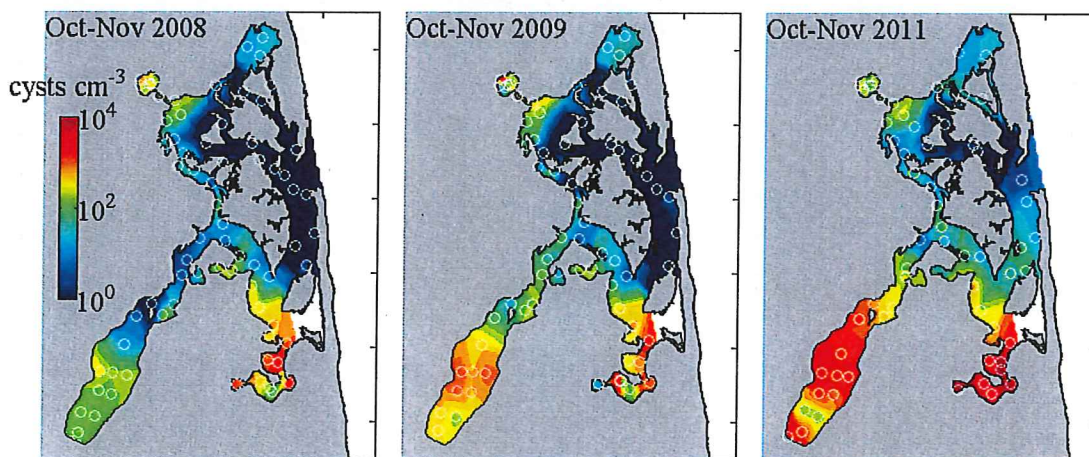 Oct-Nov 2008
Oct-Nov 2009
Oct-Nov 2011
cysts cm⁻³
10⁴
10²
10⁰